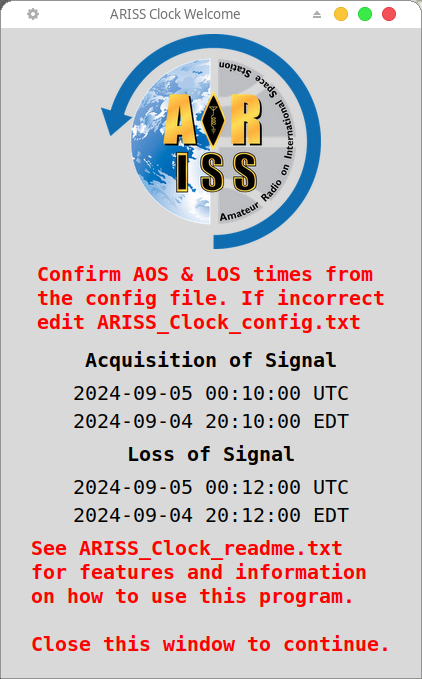 ARISS Clock Welcome
Amateur Radio on International Space Station
A R
ISS
Confirm AOS & LOS times from
the config file. If incorrect
edit ARISS_Clock_config.txt
Acquisition of Signal
2024-09-05 00:10:00 UTC
2024-09-04 20:10:00 EDT
Loss of Signal
2024-09-05 00:12:00 UTC
2024-09-04 20:12:00 EDT
See ARISS_Clock_readme.txt
for features and information
on how to use this program.
Close this window to continue.